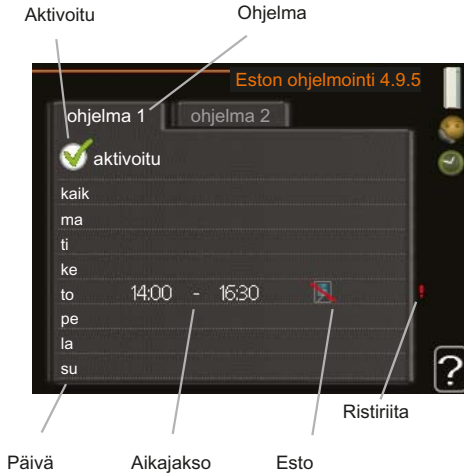 Aktivoitu
Ohjelma
Eston ohjelmointi 4.9.5
ohjelma 1 ohjelma 2
aktivoitu
kaik
ma
ti
ke
to 14:00 - 16:30 !
pe
la
su
?
Ristiriita
Päivä Aikajakso Esto